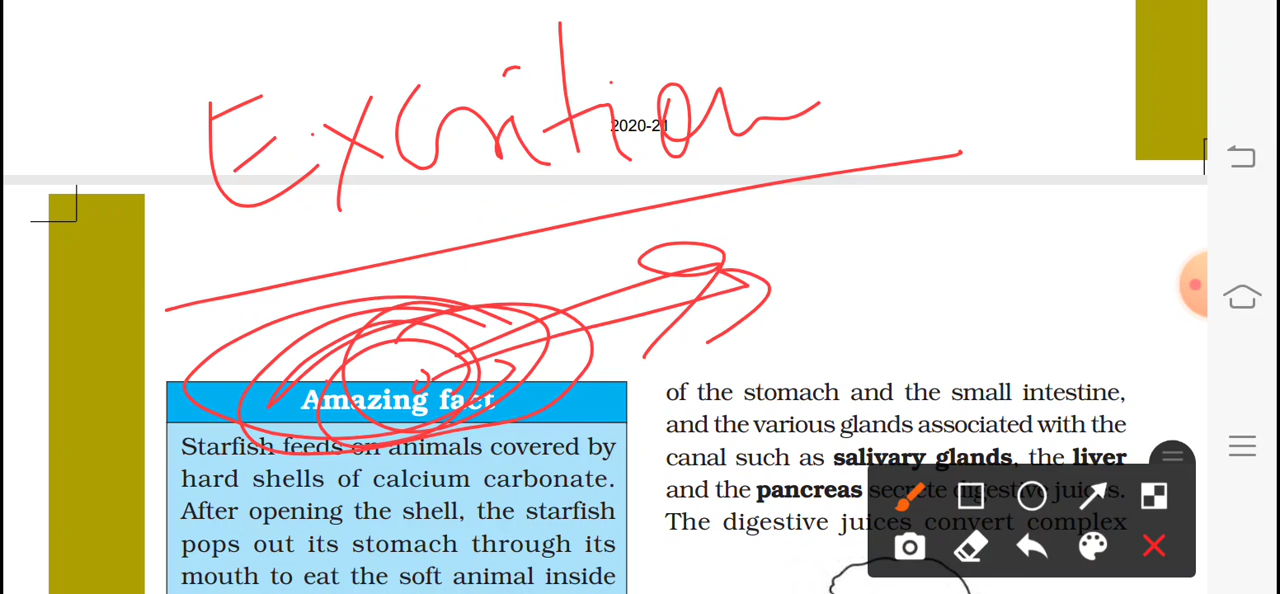 Excrition
2020-21
Amazing fact
Starfish feeds on animals covered by
hard shells of calcium carbonate.
After opening the shell, the starfish
pops out its stomach through its
mouth to eat the soft animal inside
of the stomach and the small intestine,
and the various glands associated with the
canal such as salivary glands, the liver
and the pancreas secrete digestive juices.
The digestive juices convert complex